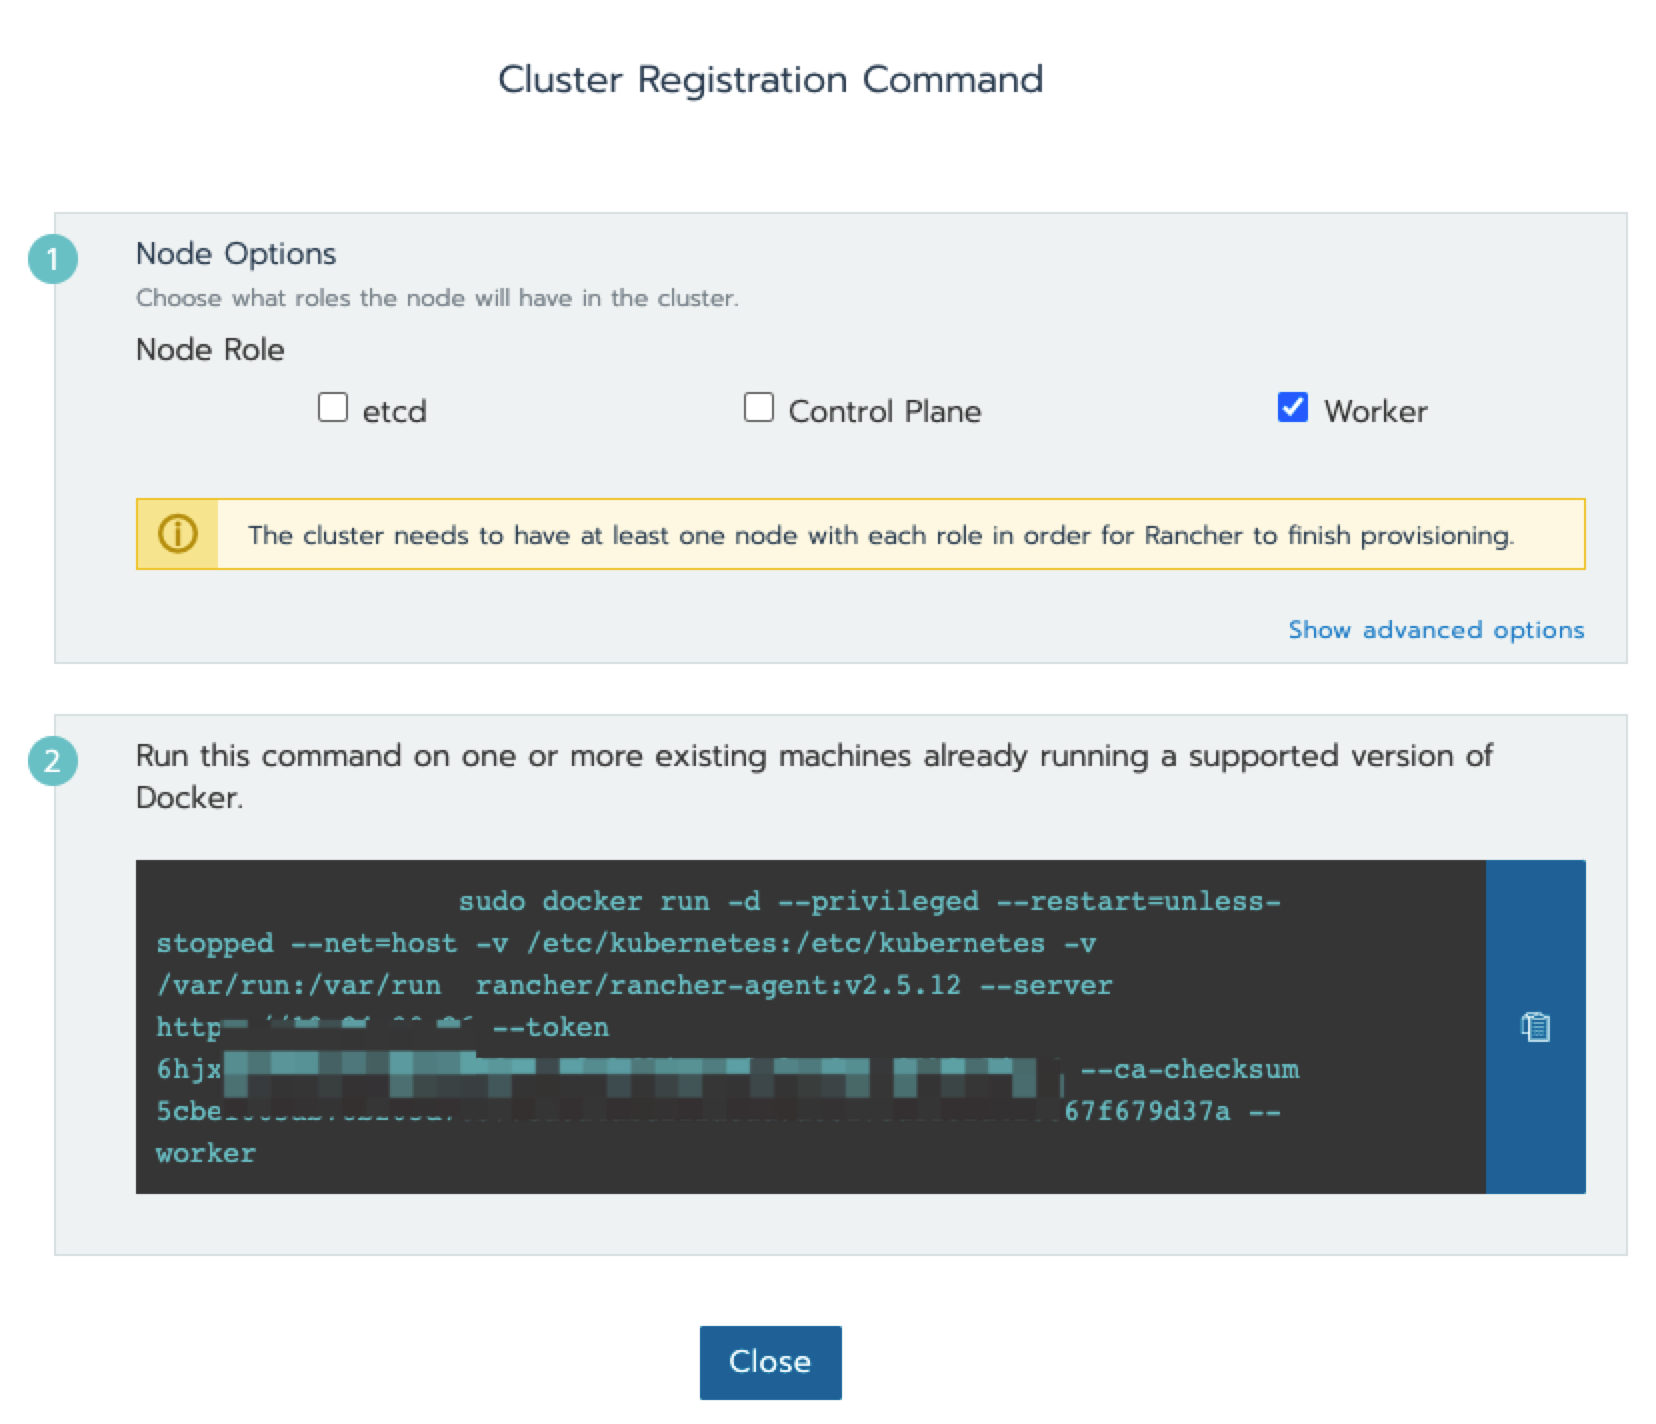 Cluster Registration Command
1
Node Options
Choose what roles the node will have in the cluster.
Node Role
etcd
Control Plane
Worker
The cluster needs to have at least one node with each role in order for Rancher to finish provisioning.
Show advanced options
2
Run this command on one or more existing machines already running a supported version of
Docker.
sudo docker run -d --privileged --restart=unless-
stopped --net=host -v /etc/kubernetes:/etc/kubernetes -v
/var/run:/var/run rancher/rancher-agent:v2.5.12 --server
http --token
6hjx --ca-checksum
5cbe 67f679d37a --
worker
Close